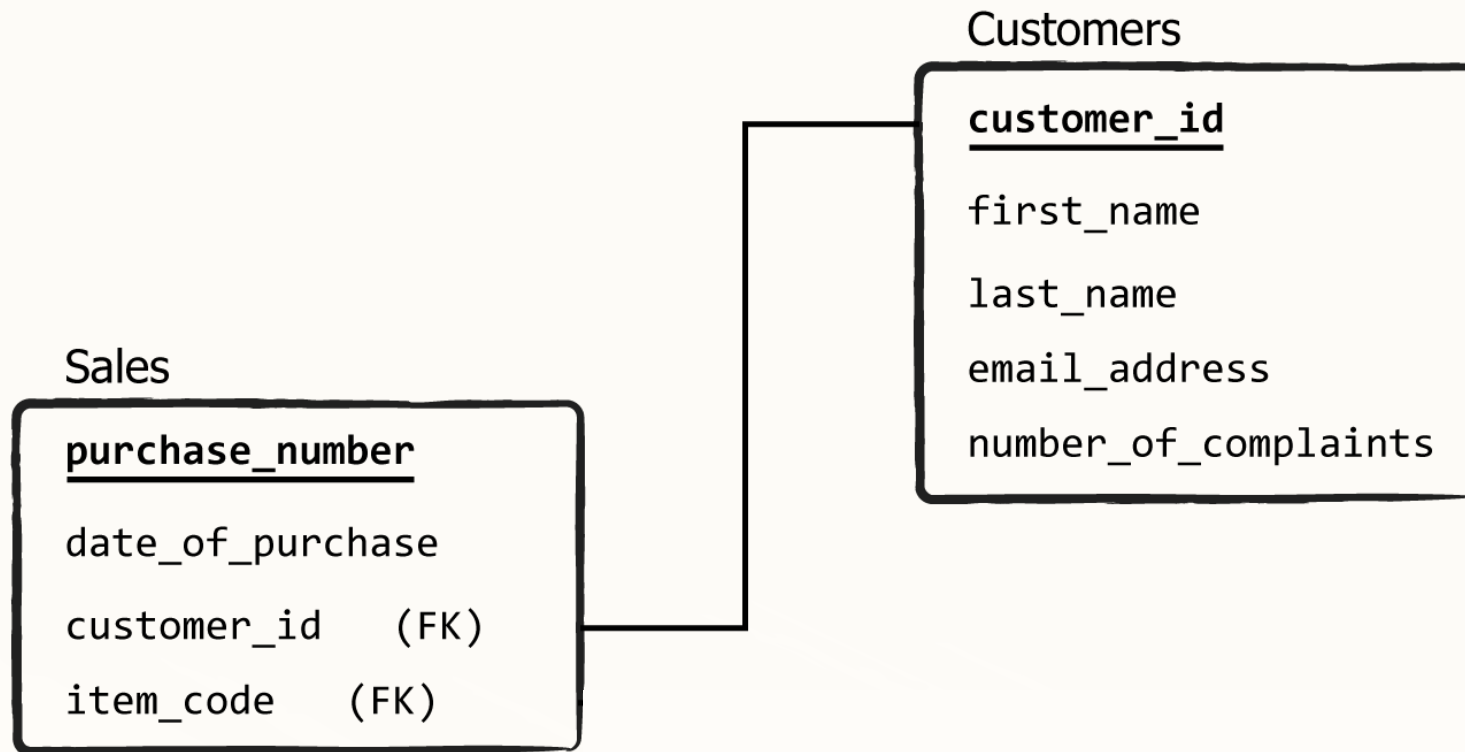 Customers
customer_id
first_name
last_name
email_address
number_of_complaints
Sales
purchase_number
date_of_purchase
customer_id (FK)
item_code (FK)